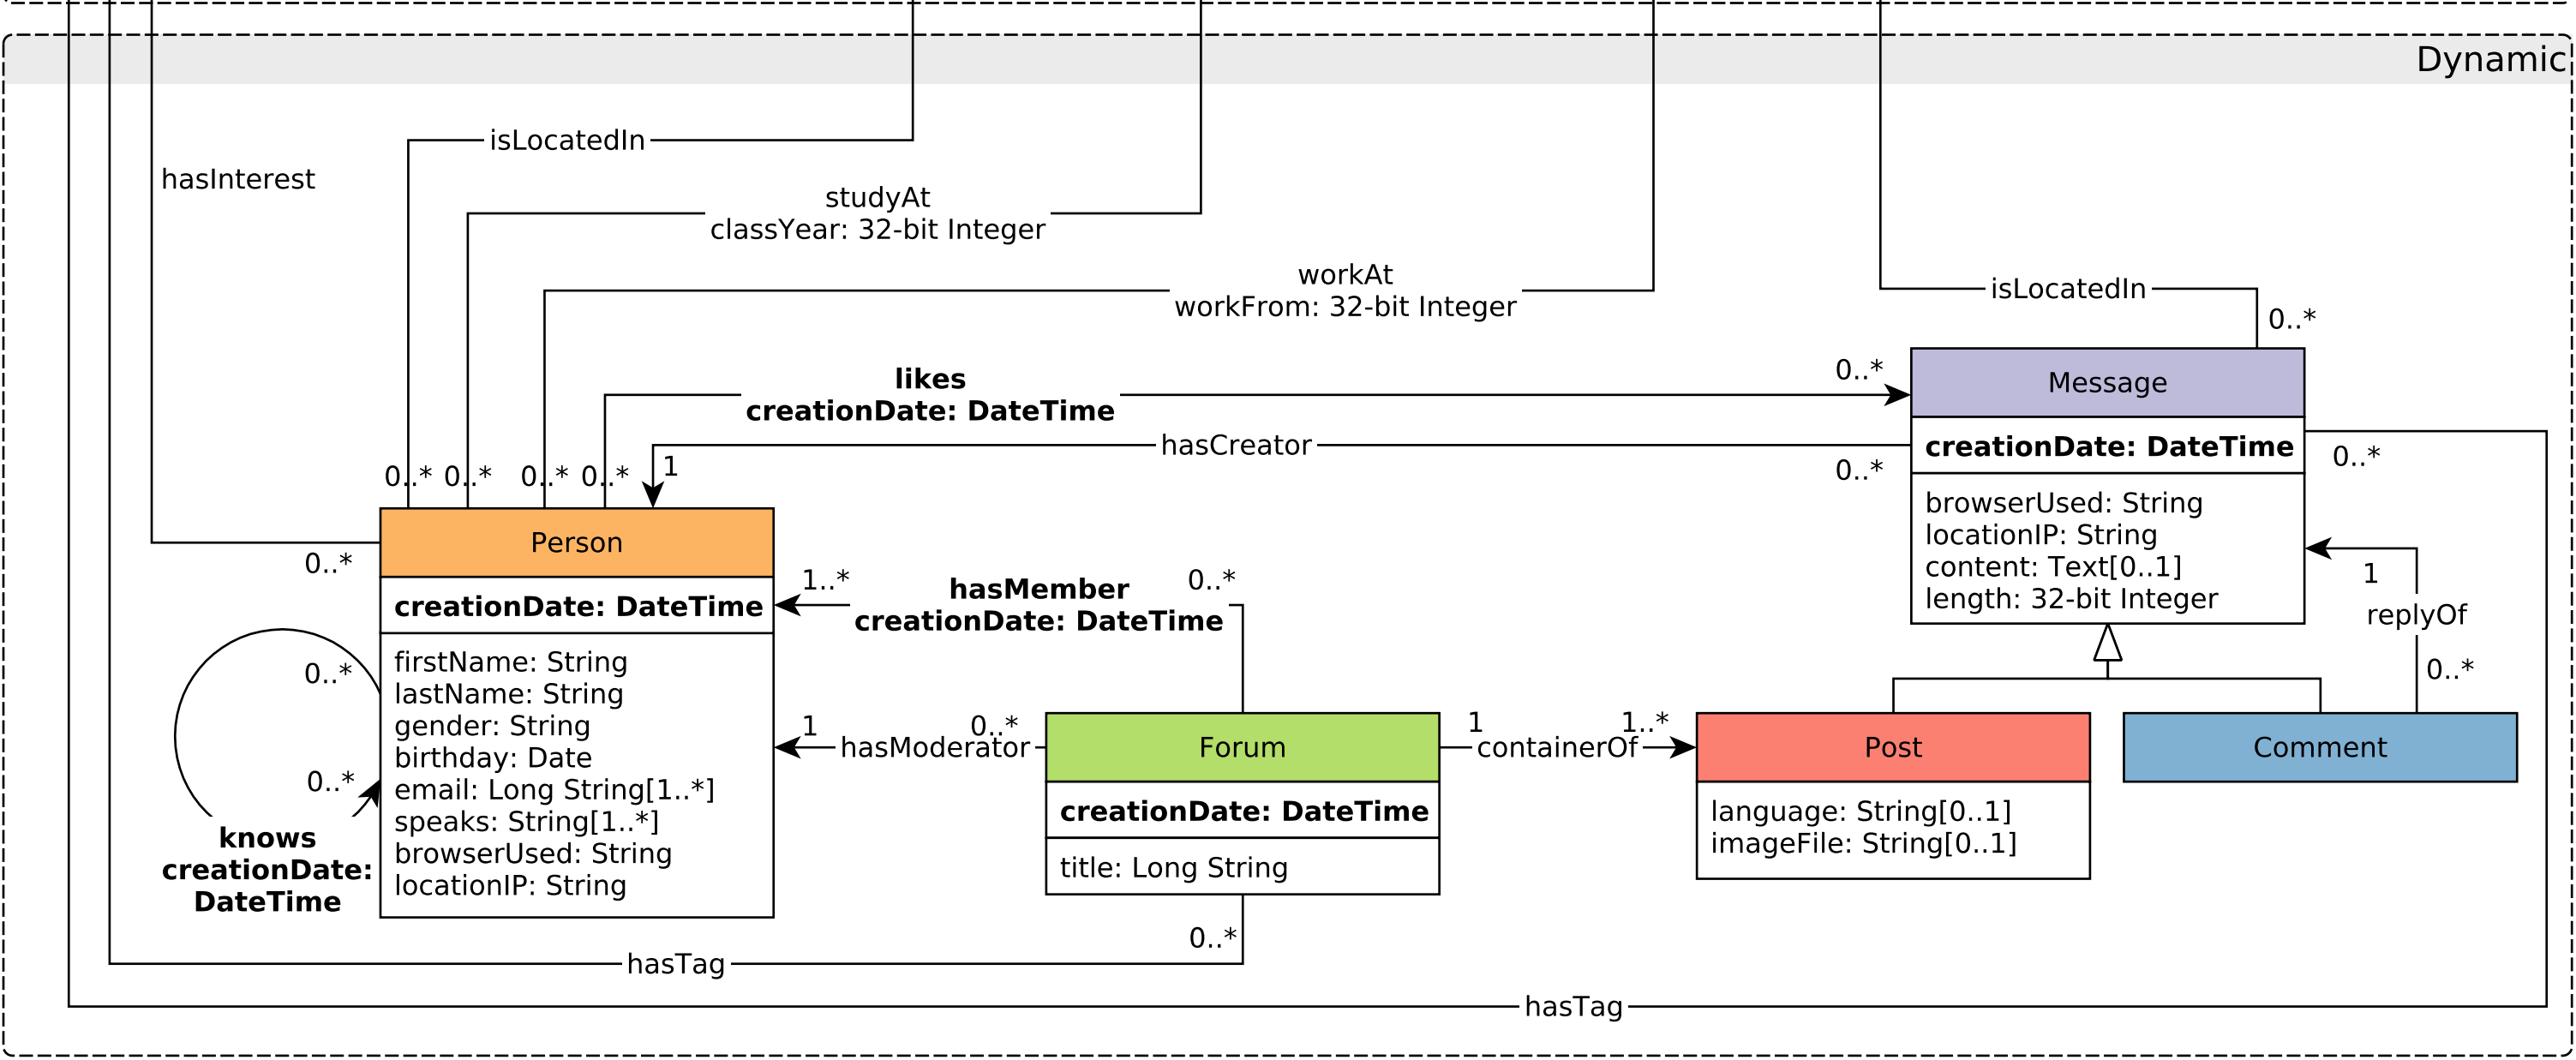 Dynamic
isLocatedIn
hasInterest
studyAt
classYear: 32-bit Integer
workAt
workFrom: 32-bit Integer
isLocatedIn
0..*
likes
creationDate: DateTime
0..*
hasCreator
0..*
1
0..*
0..*
0..*
0..*
0..*
Message
creationDate: DateTime
browserUsed: String
locationIP: String
content: Text[0..1]
length: 32-bit Integer
0..*
1
replyOf
0..*
Person
creationDate: DateTime
firstName: String
lastName: String
gender: String
birthday: Date
email: Long String[1..*]
speaks: String[1..*]
browserUsed: String
locationIP: String
0..*
0..*
knows
creationDate:
DateTime
1..*
hasMember
creationDate: DateTime
0..*
1
hasModerator
0..*
Forum
creationDate: DateTime
title: Long String
0..*
1
containerOf
1..*
Post
language: String[0..1]
imageFile: String[0..1]
Comment
hasTag
hasTag